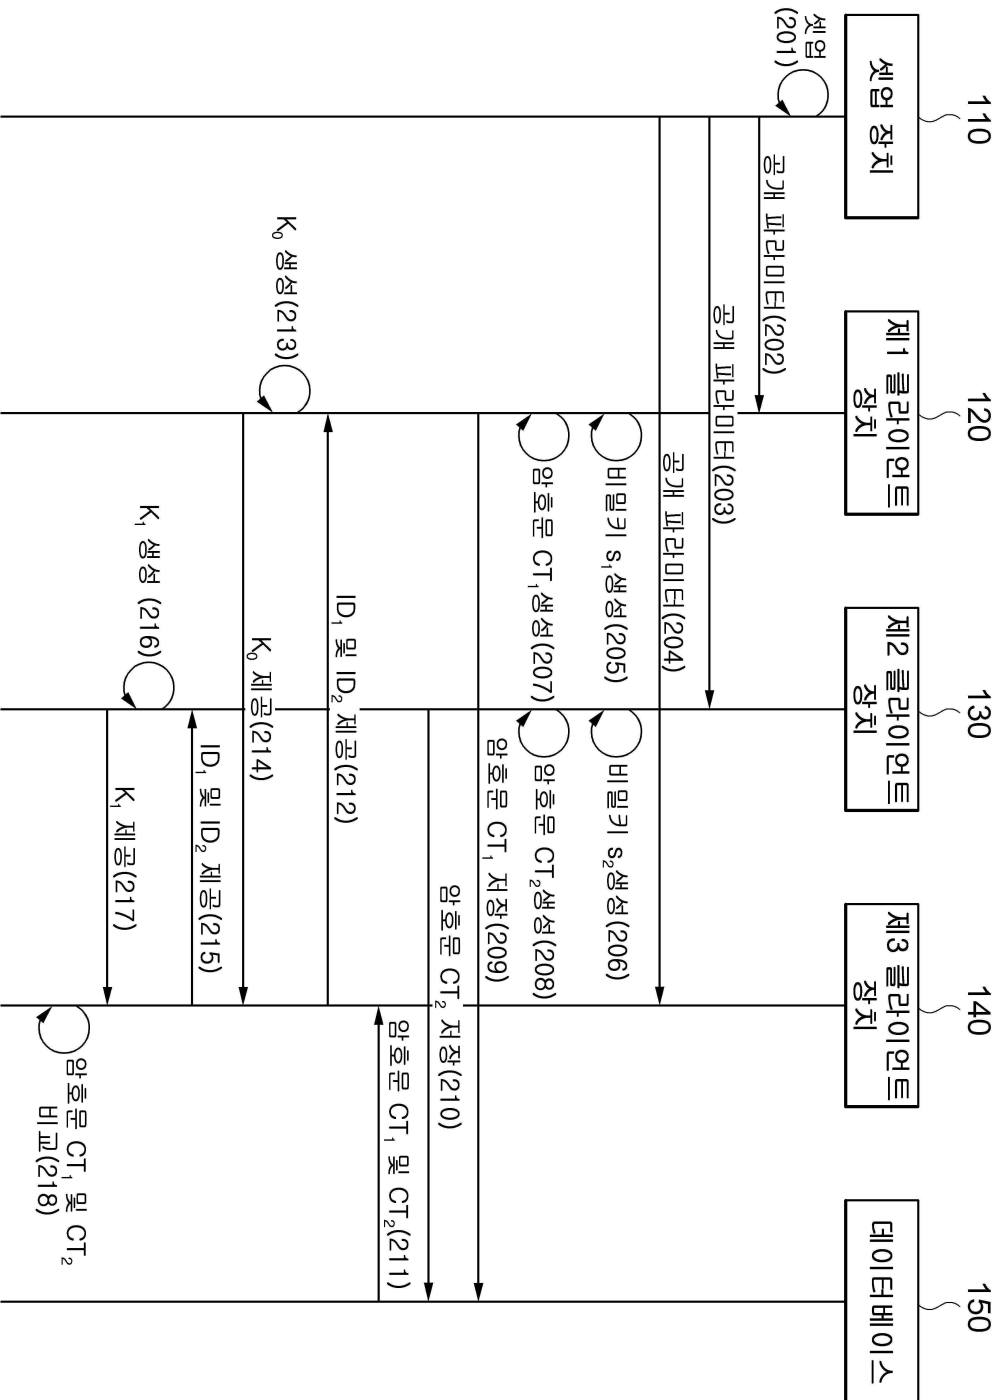 110
120
130
140
150
셋업 장치
제1 클라이언트
장치
제2 클라이언트
장치
제3 클라이언트
장치
데이터베이스
셋업
(201)
공개 파라미터(202)
공개 파라미터(203)
공개 파라미터(204)
비밀키 s₁생성(205)
비밀키 s₂생성(206)
암호문 CT₁생성(207)
암호문 CT₂생성(208)
암호문 CT₁ 저장(209)
암호문 CT₂ 저장(210)
암호문 CT₁ 및 CT₂(211)
ID₁ 및 ID₂ 제공(212)
K₀ 생성(213)
K₀ 제공(214)
ID₁ 및 ID₂ 제공(215)
K₁ 생성 (216)
K₁ 제공(217)
암호문 CT₁ 및 CT₂
비교(218)